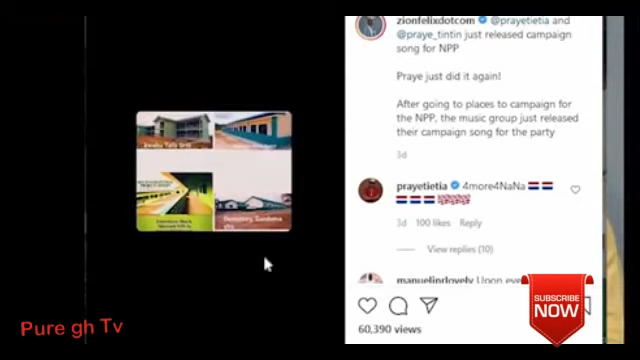 zionfelixdotcom @prayetietia and
@praye_tintin just released campaign
song for NPP
Praye just did it again!
After going to places to campaign for
the NPP, the music group just released
their campaign song for the party
3d
prayetietia 4more4NaNa
3d 100 likes Reply
View replies (10)
manuelinrlovely Upon
60,390 views
SUBSCRIBE
NOW
Pure gh Tv